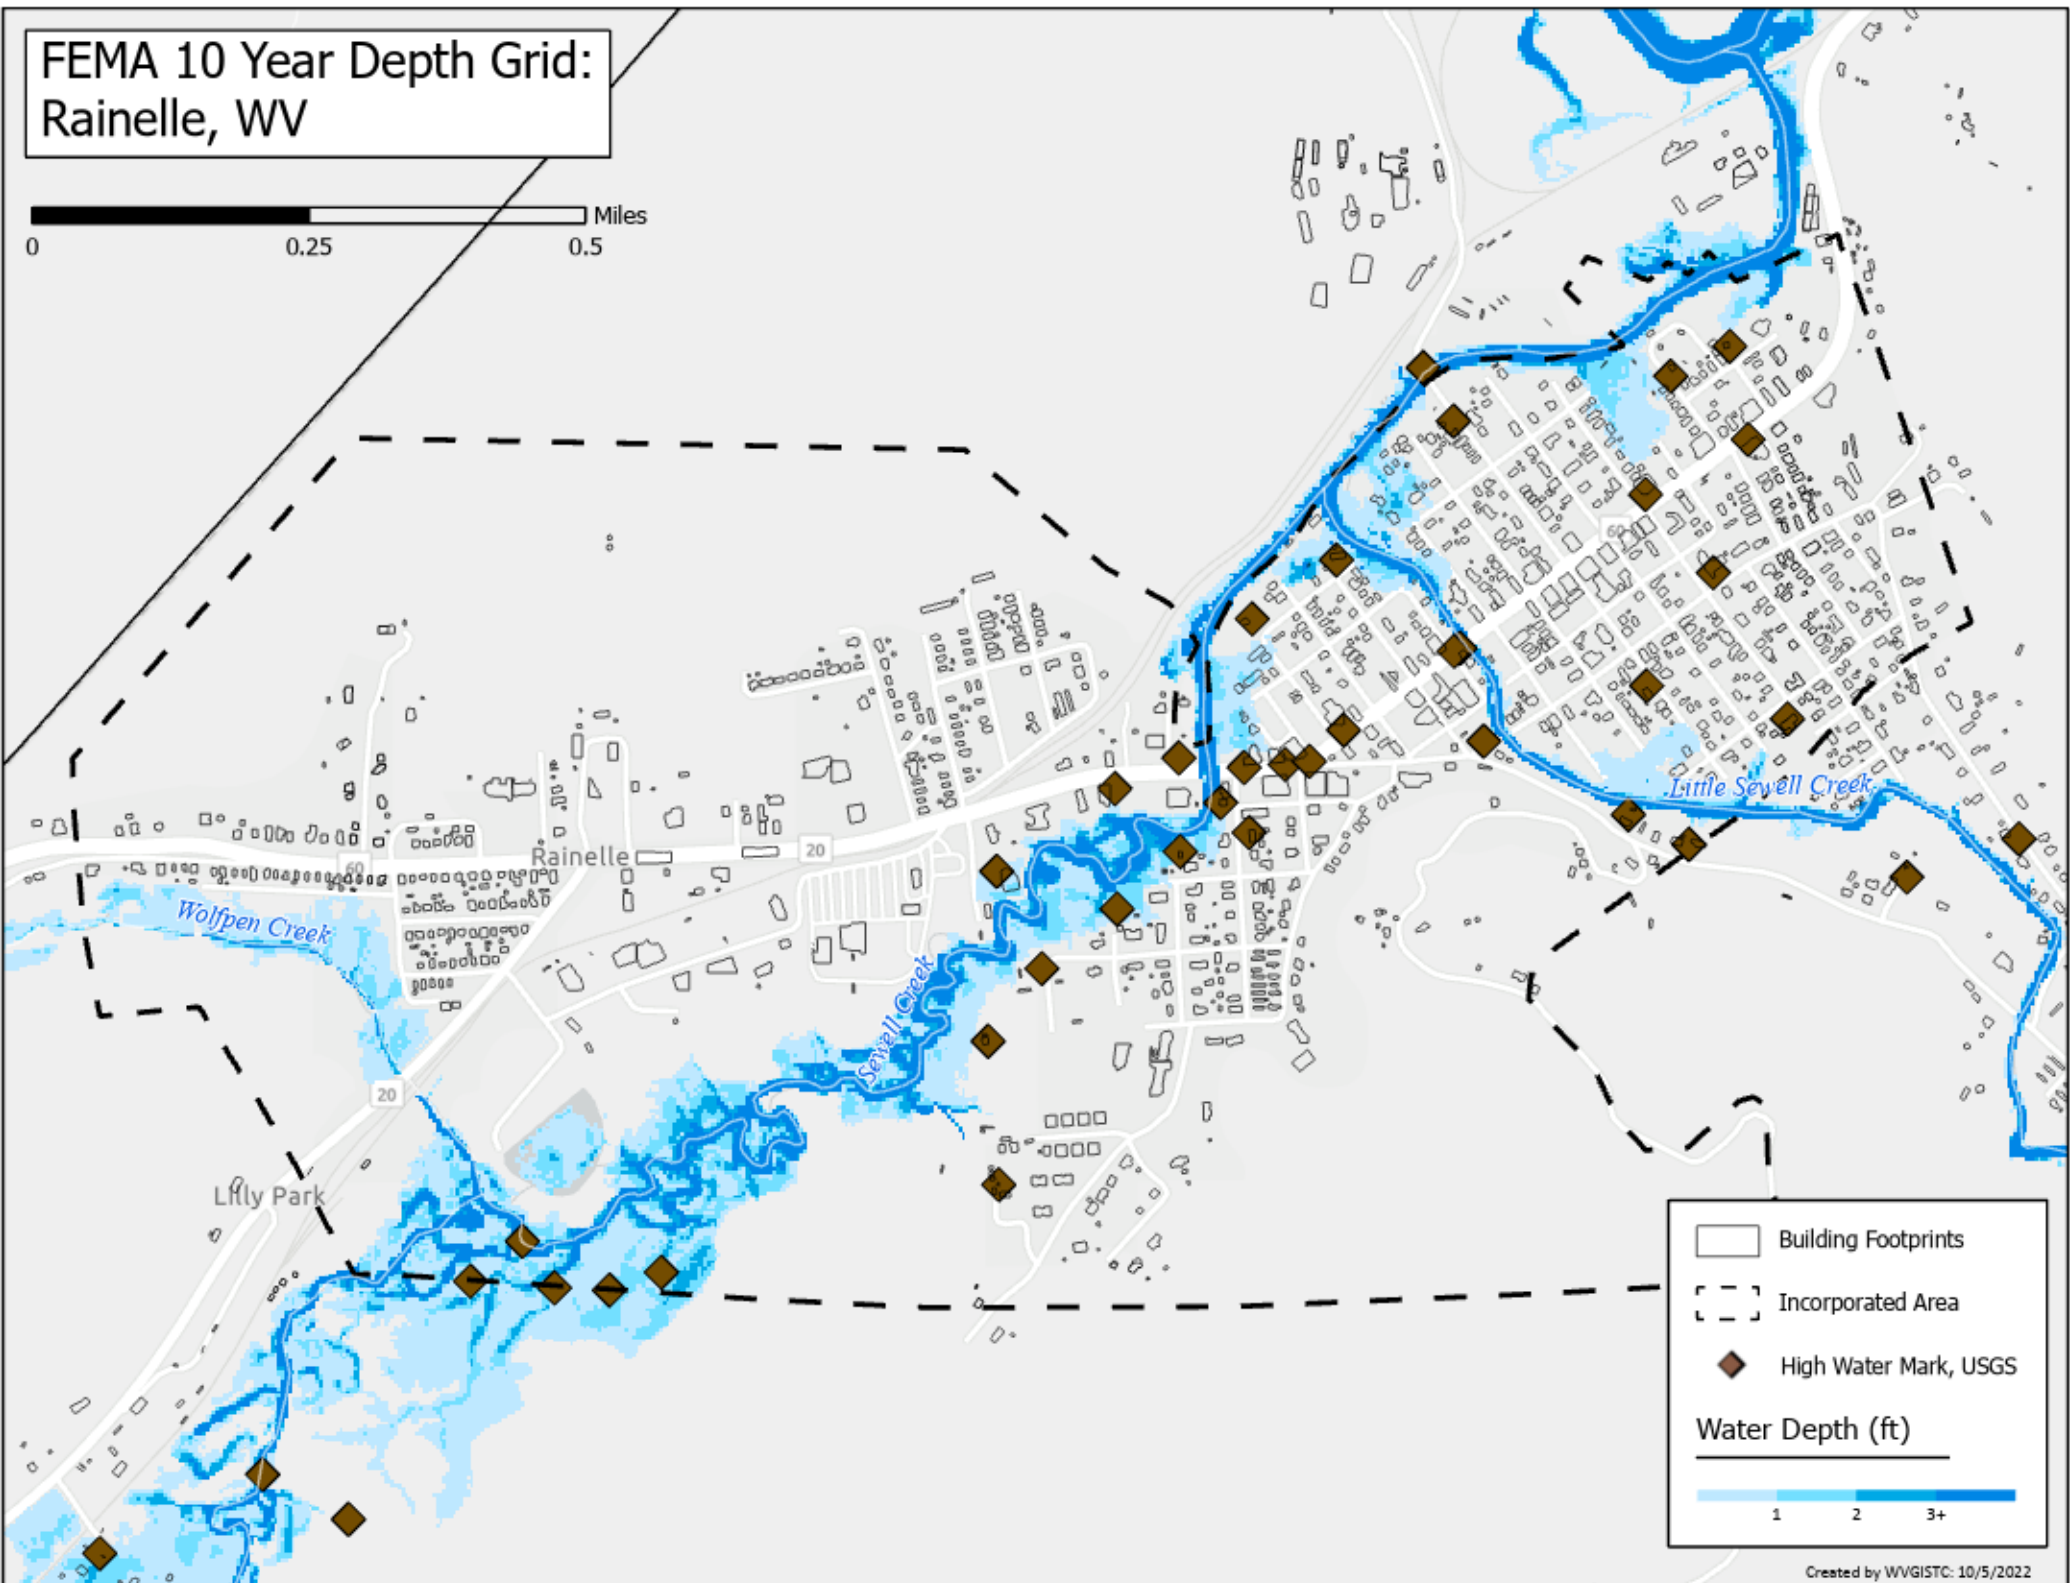 FEMA 10 Year Depth Grid:
Rainelle, WV
Miles
0 0.25 0.5
60
Little Sewell Creek
Rainelle
20
60
Wolfpen Creek
Sewell Creek
20
Lilly Park
Building Footprints
Incorporated Area
High Water Mark, USGS
Water Depth (ft)
1 2 3+
Created by WVGISTC: 10/5/2022